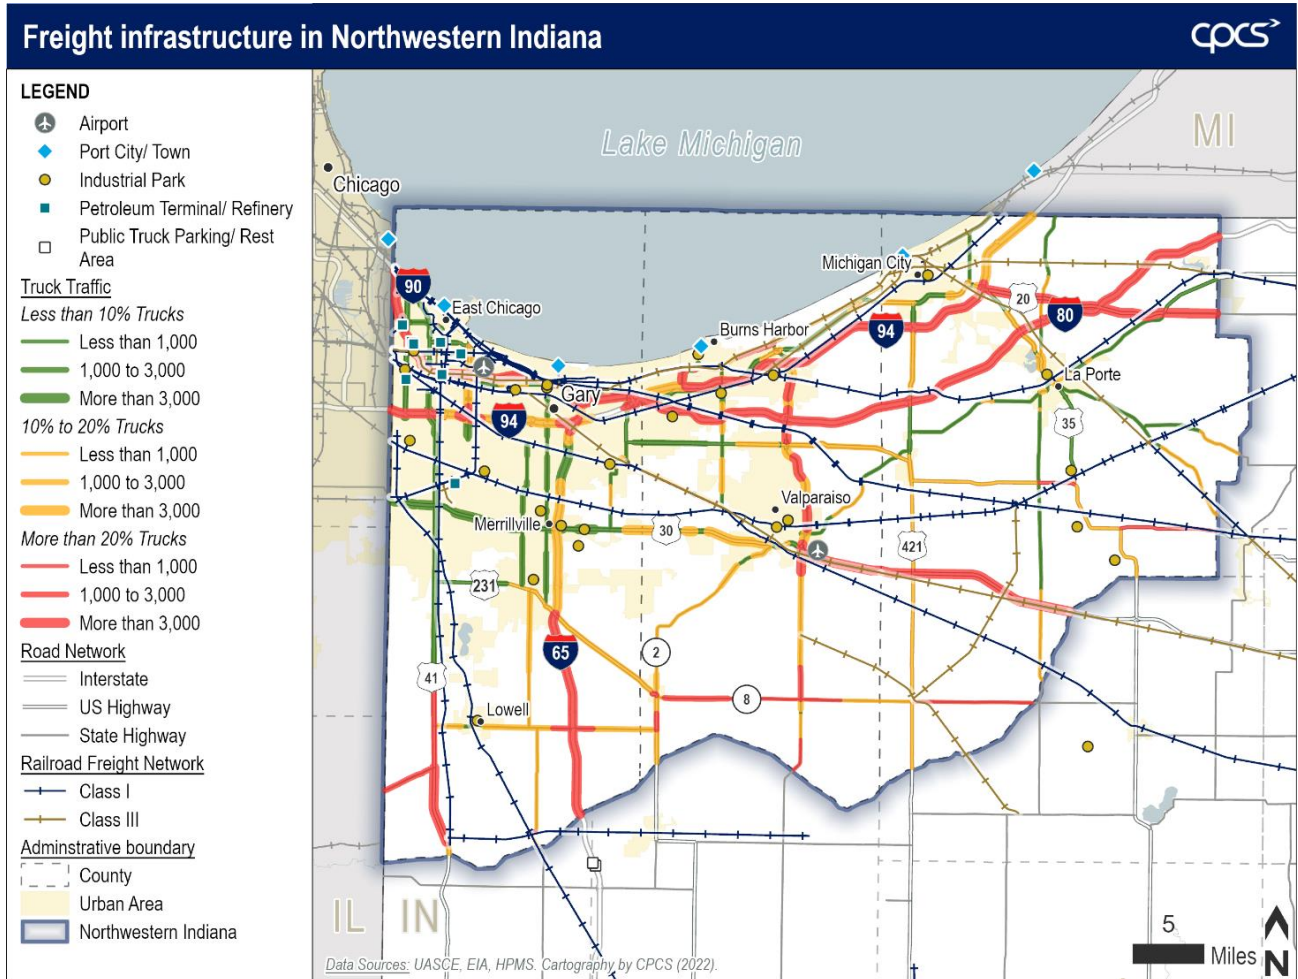 Freight infrastructure in Northwestern Indiana
cpcs
LEGEND
Airport
Port City/ Town
Industrial Park
Petroleum Terminal/ Refinery
Public Truck Parking/ Rest
Area
Truck Traffic
Less than 10% Trucks
Less than 1,000
1,000 to 3,000
More than 3,000
10% to 20% Trucks
Less than 1,000
1,000 to 3,000
More than 3,000
More than 20% Trucks
Less than 1,000
1,000 to 3,000
More than 3,000
Road Network
Interstate
US Highway
State Highway
Railroad Freight Network
Class I
Class III
Adminstrative boundary
County
Urban Area
Northwestern Indiana
Lake Michigan
MI
Chicago
Michigan City
90
20
80
East Chicago
Burns Harbor
94
La Porte
Gary
94
35
Valparaiso
Merrillville
30
421
231
65
2
41
8
Lowell
IL
IN
5
Miles
N
Data Sources: UASCE, EIA, HPMS. Cartography by CPCS (2022).